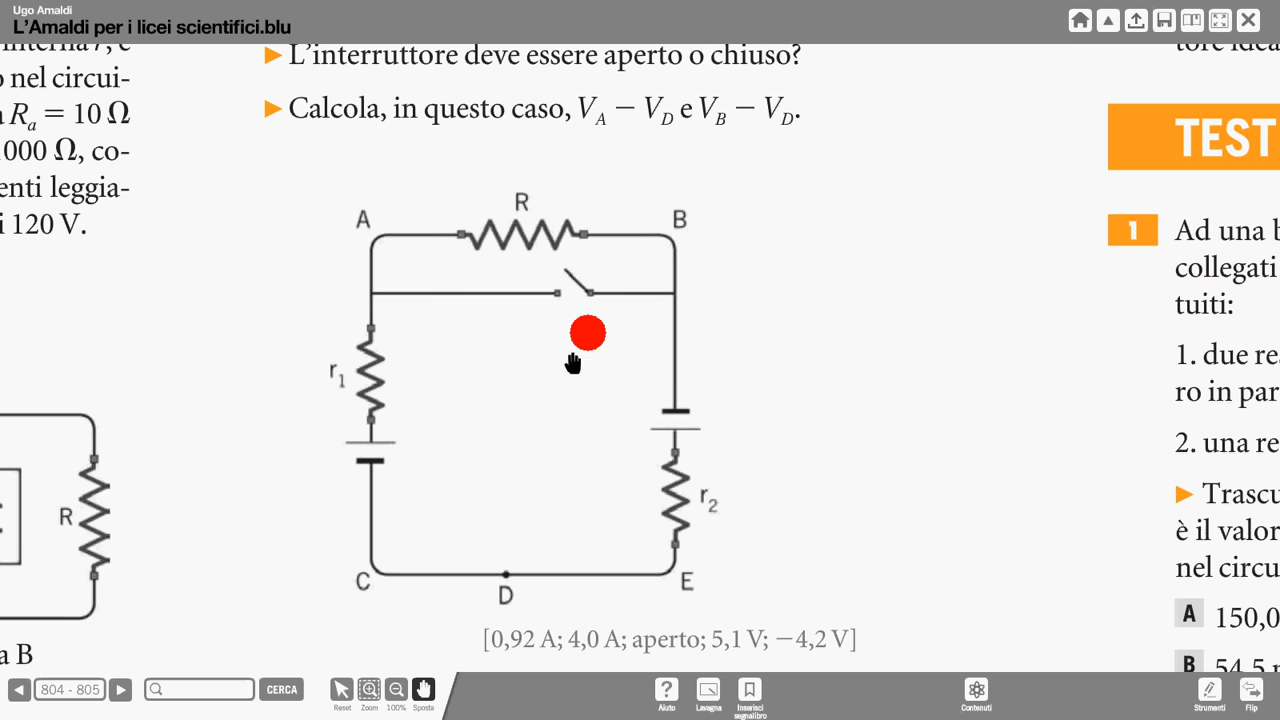 Ugo Amaldi
L'Amaldi per i licei scientifici.blu
nel circui-
R_a = 10 Ω
000 Ω, co-
enti leggia-
i 120 V.
L'interruttore deve essere aperto o chiuso?
Calcola, in questo caso, V_A − V_D e V_B − V_D.
A
R
B
r_1
r_2
C
D
E
[0,92 A; 4,0 A; aperto; 5,1 V; −4,2 V]
R
a B
TEST
1
Ad una b
collegati
tuiti:
1. due re
ro in par
2. una re
Trascu
è il valor
nel circu
A 150,0
B 54,5
804 - 805
CERCA
Reset
Zoom
100%
Sposta
Aiuto
Lavagna
Inserisci
segnalibro
Contenuti
Strumenti
Flip